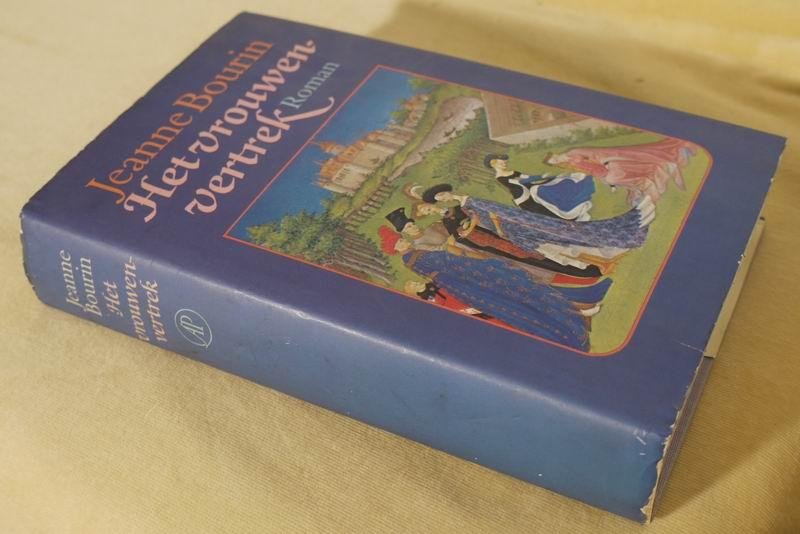 Jeanne Bourin
Het vrouwen-
vertrek
Roman
Jeanne
Bourin
Het
vrouwen-
vertrek
AP